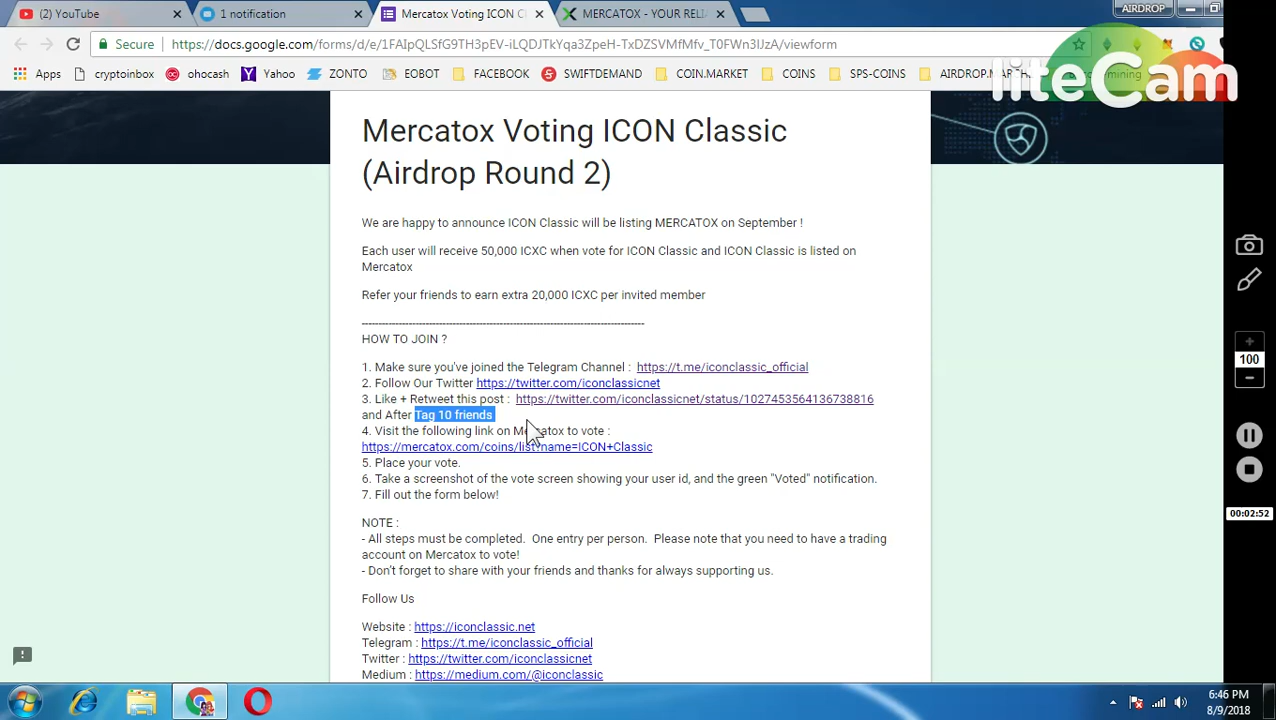 (2) YouTube
1 notification
Mercatox Voting ICON C
MERCATOX - YOUR RELI
AIRDROP
Secure
https://docs.google.com/forms/d/e/1FAIpQLSfG9Tft3pEV-iLQDJTkYqa3ZpeH-TxDZSVMfMfv_T0FWn3IJzA/viewform
Apps
cryptoinbox
ohocash
Yahoo
ZONTO
EOBOT
FACEBOOK
SWIFTDEMAND
COIN.MARKET
COINS
SPS-COINS
mining
liteCam
Mercatox Voting ICON Classic
(Airdrop Round 2)
We are happy to announce ICON Classic will be listing MERCATOX on September !
Each user will receive 50,000 ICXC when vote for ICON Classic and ICON Classic is listed on
Mercatox
Refer your friends to earn extra 20,000 ICXC per invited member
HOW TO JOIN ?
1. Make sure you've joined the Telegram Channel : https://t.me/iconclassic_official
2. Follow Our Twitter https://twitter.com/iconclassicnet
3. Like + Retweet this post : https://twitter.com/iconclassicnet/status/1027453564136738816
and After Tag 10 friends
4. Visit the following link on Mercatox to vote :
https://mercatox.com/coins/list?name=ICON+Classic
5. Place your vote.
6. Take a screenshot of the vote screen showing your user id, and the green "Voted" notification.
7. Fill out the form below!
NOTE :
- All steps must be completed. One entry per person. Please note that you need to have a trading
account on Mercatox to vote!
- Don't forget to share with your friends and thanks for always supporting us.
Follow Us
Website : https://iconclassic.net
Telegram : https://t.me/iconclassic_official
Twitter : https://twitter.com/iconclassicnet
Medium : https://medium.com/@iconclassic
100
00:02:52
6:46 PM
8/9/2018